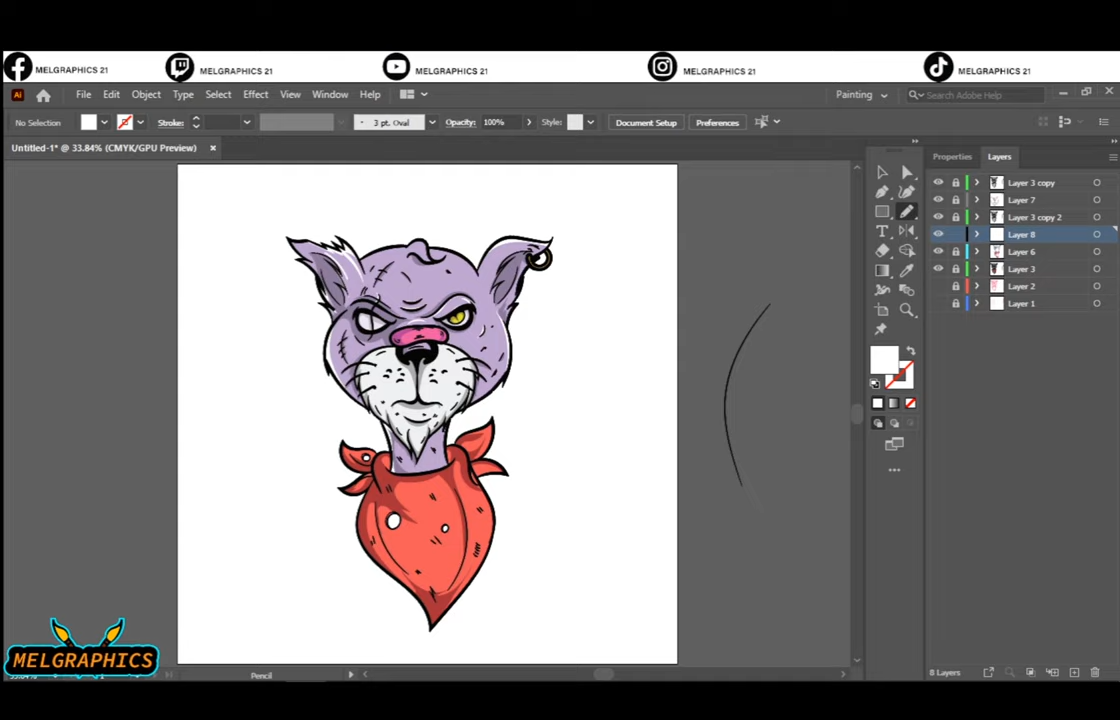 MELGRAPHICS 21 MELGRAPHICS 21 MELGRAPHICS 21 MELGRAPHICS 21 MELGRAPHICS 21
Ai File Edit Object Type Select Effect View Window Help Painting Search Adobe Help
No Selection Stroke: 3 pt. Oval Opacity: 100% Style: Document Setup Preferences
Untitled-1* @ 33.84% (CMYK/GPU Preview)
Properties Layers
Layer 3 copy
Layer 7
Layer 3 copy 2
Layer 8
Layer 6
Layer 3
Layer 2
Layer 1
MELGRAPHICS
Pencil
8 Layers